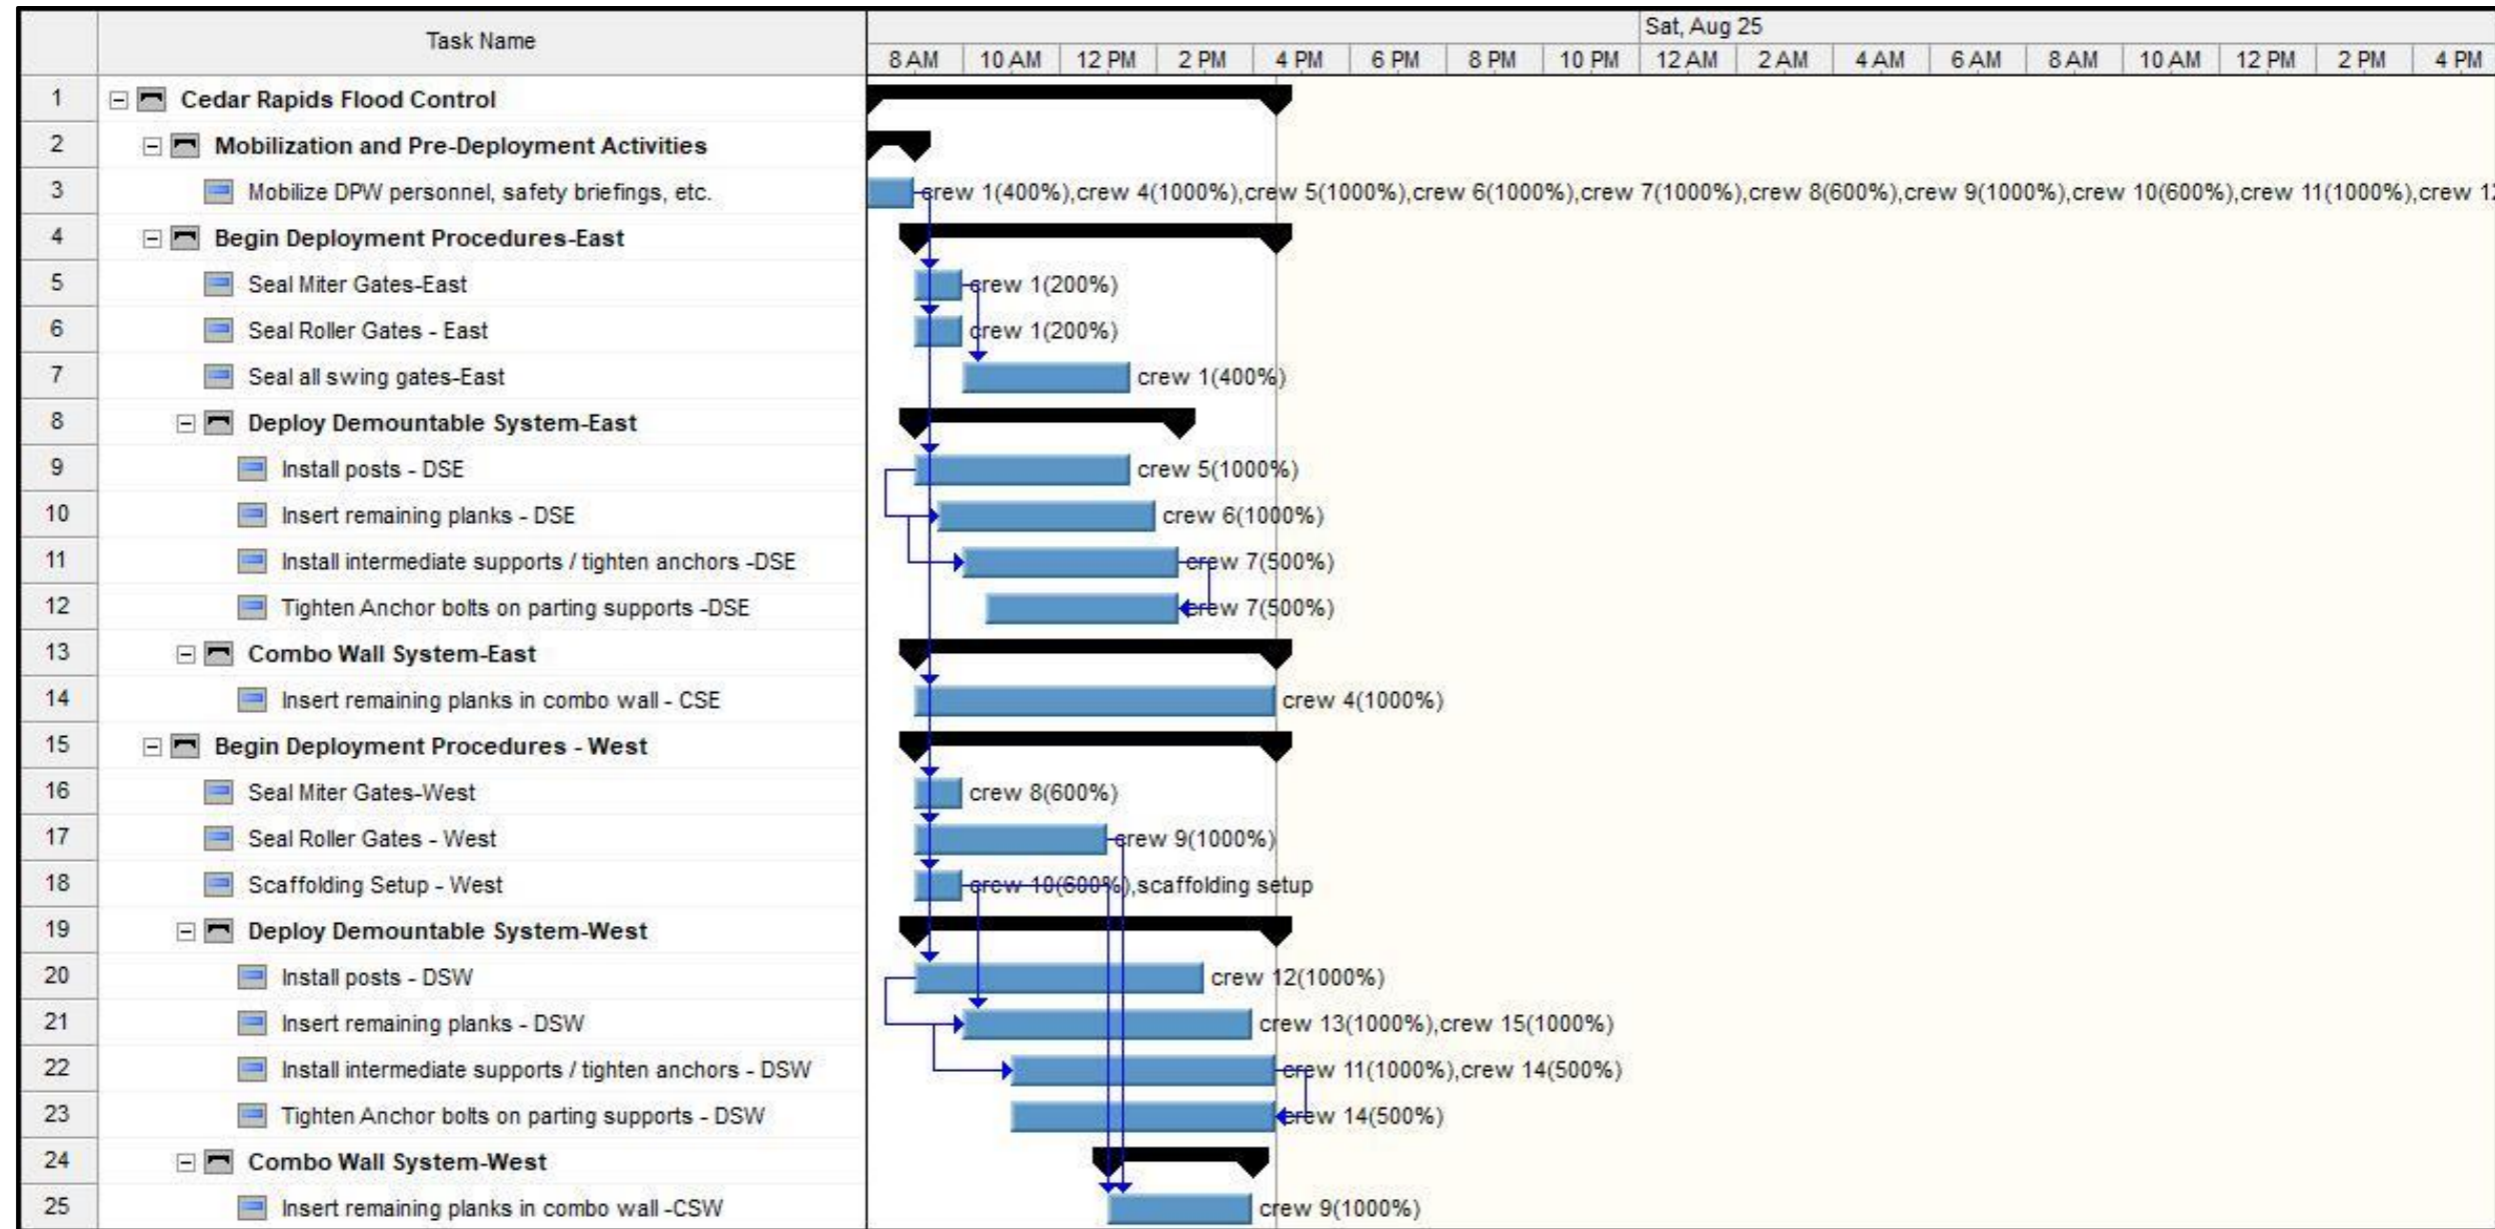 Task Name
Sat, Aug 25
8 AM 10 AM 12 PM 2 PM 4 PM 6 PM 8 PM 10 PM 12 AM 2 AM 4 AM 6 AM 8 AM 10 AM 12 PM 2 PM 4 PM
1 Cedar Rapids Flood Control
2 Mobilization and Pre-Deployment Activities
3 Mobilize DPW personnel, safety briefings, etc. crew 1(400%),crew 4(1000%),crew 5(1000%),crew 6(1000%),crew 7(1000%),crew 8(600%),crew 9(1000%),crew 10(600%),crew 11(1000%),crew
4 Begin Deployment Procedures-East
5 Seal Miter Gates-East crew 1(200%)
6 Seal Roller Gates - East crew 1(200%)
7 Seal all swing gates-East crew 1(400%)
8 Deploy Demountable System-East
9 Install posts - DSE crew 5(1000%)
10 Insert remaining planks - DSE crew 6(1000%)
11 Install intermediate supports / tighten anchors -DSE crew 7(500%)
12 Tighten Anchor bolts on parting supports -DSE crew 7(500%)
13 Combo Wall System-East
14 Insert remaining planks in combo wall - CSE crew 4(1000%)
15 Begin Deployment Procedures - West
16 Seal Miter Gates-West crew 8(600%)
17 Seal Roller Gates - West crew 9(1000%)
18 Scaffolding Setup - West crew 10(600%),scaffolding setup
19 Deploy Demountable System-West
20 Install posts - DSW crew 12(1000%)
21 Insert remaining planks - DSW crew 13(1000%),crew 15(1000%)
22 Install intermediate supports / tighten anchors - DSW crew 11(1000%),crew 14(500%)
23 Tighten Anchor bolts on parting supports - DSW crew 14(500%)
24 Combo Wall System-West
25 Insert remaining planks in combo wall -CSW crew 9(1000%)